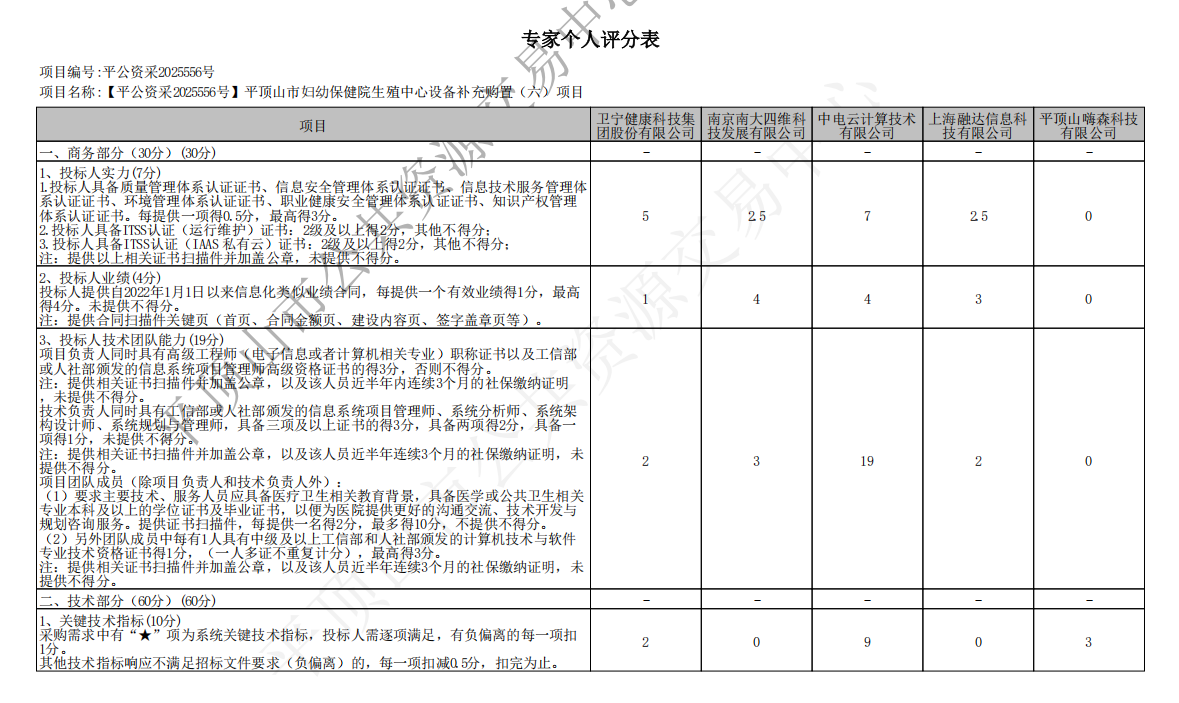 专家个人评分表
项目编号:平公资采2025556号
项目名称:【平公资采2025556号】平顶山市妇幼保健院生殖中心设备补充购置（六）项目
项目
卫宁健康科技集
团股份有限公司
南京南大四维科
技发展有限公司
中电云计算技术
有限公司
上海融达信息科
技有限公司
平顶山嗨森科技
有限公司
一、商务部分（30分）(30分)
－ － － － －
1、投标人实力(7分)
1.投标人具备质量管理体系认证证书、信息安全管理体系认证证书、信息技术服务管理体
系认证证书、环境管理体系认证证书、职业健康安全管理体系认证证书、知识产权管理
体系认证证书。每提供一项得0.5分，最高得3分。
2.投标人具备ITSS认证（运行维护）证书：2级及以上得2分，其他不得分；
3.投标人具备ITSS认证（IAAS 私有云）证书：2级及以上得2分，其他不得分；
注：提供以上相关证书扫描件并加盖公章，未提供不得分。
5 2.5 7 2.5 0
2、投标人业绩(4分)
投标人提供自2022年1月1日以来信息化类似业绩合同，每提供一个有效业绩得1分，最高
得4分。未提供不得分。
注：提供合同扫描件关键页（首页、合同金额页、建设内容页、签字盖章页等）。
1 4 4 3 0
3、投标人技术团队能力(19分)
项目负责人同时具有高级工程师（电子信息或者计算机相关专业）职称证书以及工信部
或人社部颁发的信息系统项目管理师高级资格证书的得3分，否则不得分。
注：提供相关证书扫描件并加盖公章，以及该人员近半年内连续3个月的社保缴纳证明
，未提供不得分。
技术负责人同时具有工信部或人社部颁发的信息系统项目管理师、系统分析师、系统架
构设计师、系统规划与管理师，具备三项及以上证书的得3分，具备两项得2分，具备一
项得1分，未提供不得分。
注：提供相关证书扫描件并加盖公章，以及该人员近半年连续3个月的社保缴纳证明，未
提供不得分。
项目团队成员（除项目负责人和技术负责人外）：
（1）要求主要技术、服务人员应具备医疗卫生相关教育背景，具备医学或公共卫生相关
专业本科及以上的学位证书及毕业证书，以便为医院提供更好的沟通交流、技术开发与
规划咨询服务。提供证书扫描件，每提供一名得2分，最多得10分，不提供不得分。
（2）另外团队成员中每有1人具有中级及以上工信部和人社部颁发的计算机技术与软件
专业技术资格证书得1分，（一人多证不重复计分），最高得3分。
注：提供相关证书扫描件并加盖公章，以及该人员近半年连续3个月的社保缴纳证明，未
提供不得分。
2 3 19 2 0
二、技术部分（60分）(60分)
－ － － － －
1、关键技术指标(10分)
采购需求中有“★”项为系统关键技术指标，投标人需逐项满足，有负偏离的每一项扣
1分。
其他技术指标响应不满足招标文件要求（负偏离）的，每一项扣减0.5分，扣完为止。
2 0 9 0 3
平顶山市公共资源交易中心
平顶山市公共资源交易中心